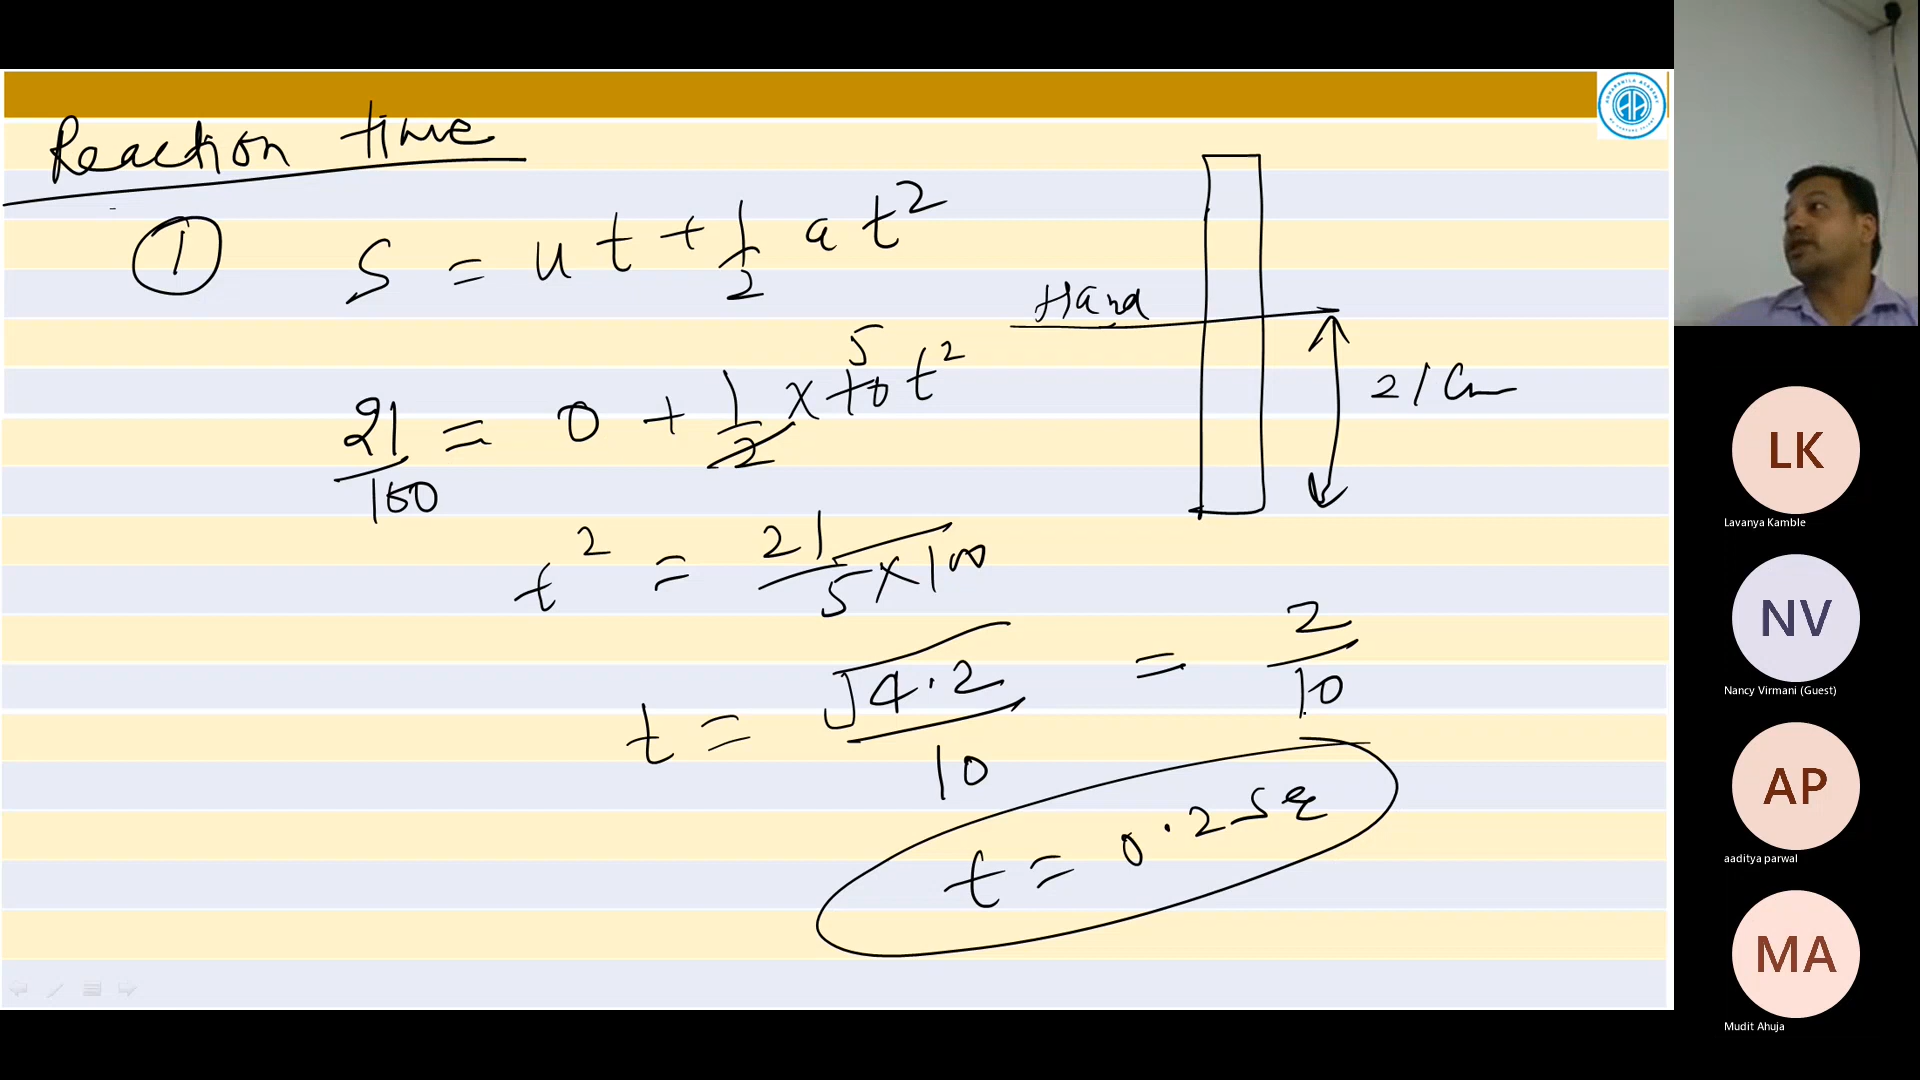 Reaction time
① S = ut + 1/2 at²
Hand
21/100 = 0 + 1/2 × 10 5 t²
21 Cm
t² = 21/5×100
t = √4.2/10 = 2/10
t = 0.2 Sec
LK
Lavanya Kamble
NV
Nancy Virmani (Guest)
AP
aaditya parwal
MA
Mudit Ahuja